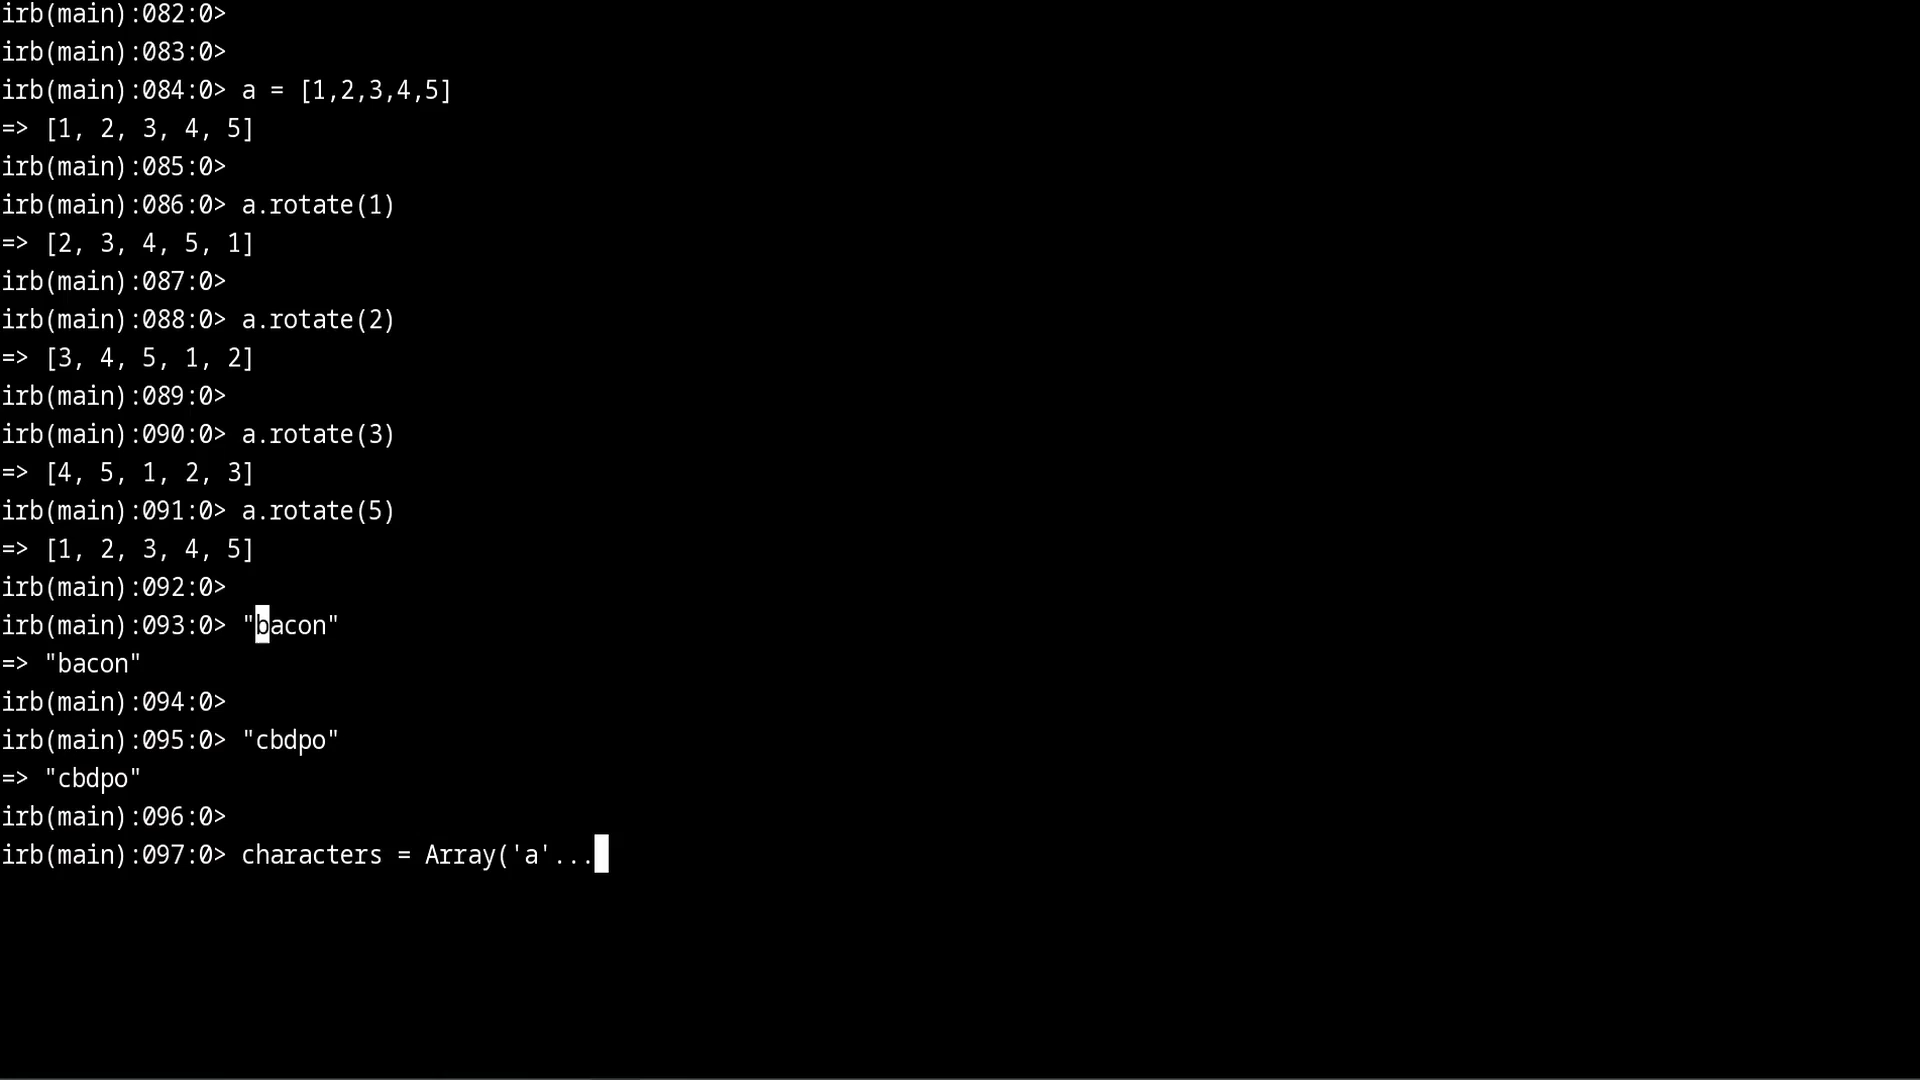 irb(main):082:0>
irb(main):083:0>
irb(main):084:0> a = [1,2,3,4,5]
=> [1, 2, 3, 4, 5]
irb(main):085:0>
irb(main):086:0> a.rotate(1)
=> [2, 3, 4, 5, 1]
irb(main):087:0>
irb(main):088:0> a.rotate(2)
=> [3, 4, 5, 1, 2]
irb(main):089:0>
irb(main):090:0> a.rotate(3)
=> [4, 5, 1, 2, 3]
irb(main):091:0> a.rotate(5)
=> [1, 2, 3, 4, 5]
irb(main):092:0>
irb(main):093:0> "bacon"
=> "bacon"
irb(main):094:0>
irb(main):095:0> "cbdpo"
=> "cbdpo"
irb(main):096:0>
irb(main):097:0> characters = Array('a'...